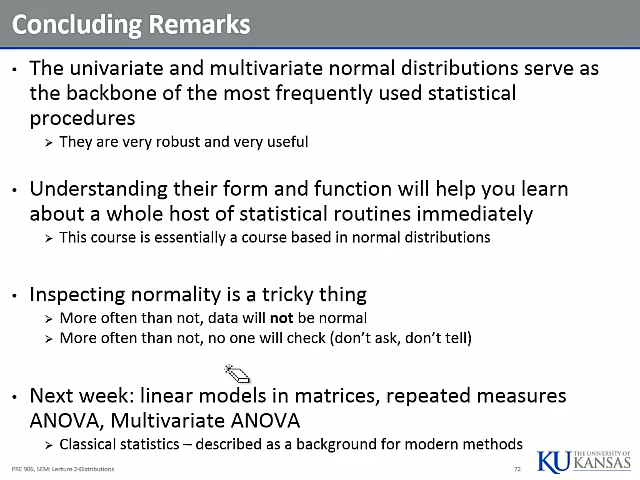 Concluding Remarks
• The univariate and multivariate normal distributions serve as
the backbone of the most frequently used statistical
procedures
➢ They are very robust and very useful
• Understanding their form and function will help you learn
about a whole host of statistical routines immediately
➢ This course is essentially a course based in normal distributions
• Inspecting normality is a tricky thing
➢ More often than not, data will not be normal
➢ More often than not, no one will check (don’t ask, don’t tell)
• Next week: linear models in matrices, repeated measures
ANOVA, Multivariate ANOVA
➢ Classical statistics – described as a background for modern methods
PRE 906, SEM: Lecture 2-Distributions
72
KU THE UNIVERSITY OF
KANSAS